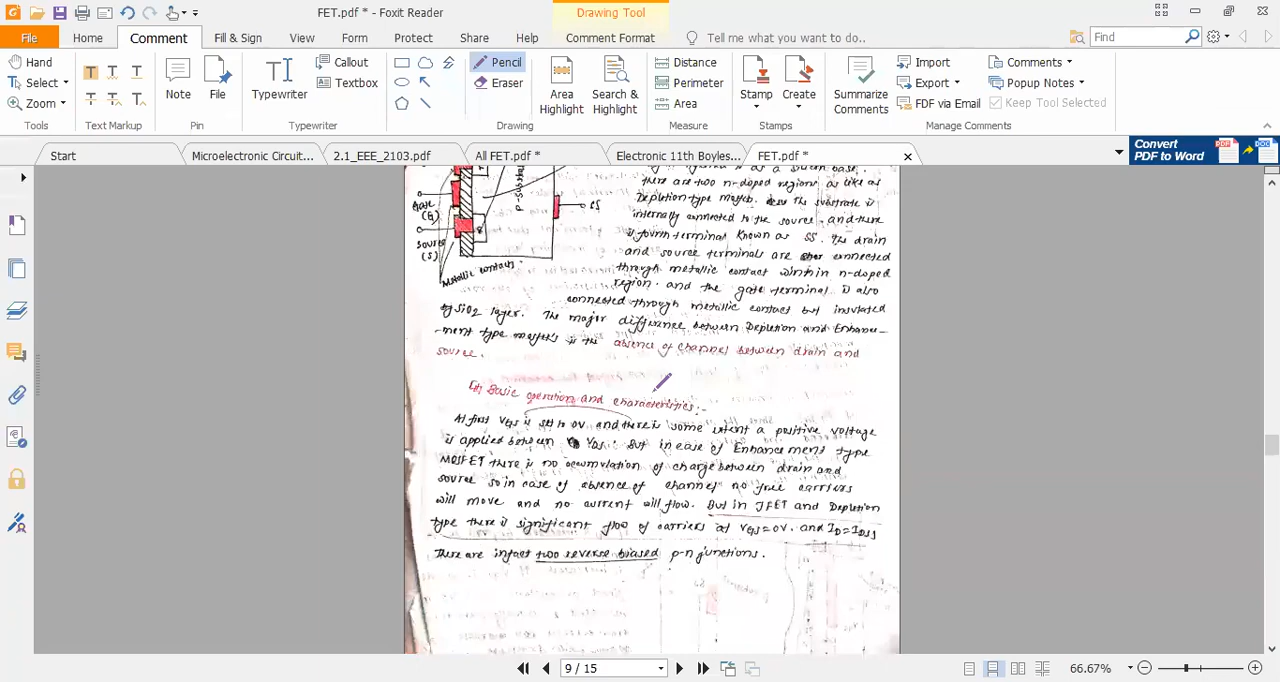 FET.pdf * - Foxit Reader
Drawing Tool
File Home Comment Fill & Sign View Form Protect Share Help Comment Format Tell me what you want to do.. Find
Hand
Select
Zoom
Tools
Text Markup
Note
File
Pin
Typewriter
Callout
Textbox
Typewriter
Pencil
Eraser
Drawing
Area Highlight
Search & Highlight
Distance
Perimeter
Area
Measure
Stamp
Create
Stamps
Summarize Comments
Import
Export
FDF via Email
Comments
Popup Notes
Keep Tool Selected
Manage Comments
Start
Microelectronic Circuit...
2.1_EEE_2103.pdf
All FET.pdf *
Electronic 11th Boyles...
FET.pdf *
Convert
PDF to Word
Gate
(G)
source
(S)
Metallic contact.
SS
there are two n-doped regions as like as
Depletion-type mosfet. The substrate is
internally connected to the source. and there
is fourth terminal known as SS. The drain
and source terminals are connected
through metallic contact within n-doped
region. and the gate terminal is also
connected through metallic contact but insulated
of SiO2 layer. The major difference between Depletion and Enhance-
-ment type mosfets is the absence of channel between drain and
source.
Basic operation and characteristics:-
At first VGS is set to 0V and there is some extent a positive voltage
is applied between VDS. But in case of Enhancement type
MOSFET there is no accumulation of charge between drain and
source so in case of absence of channel no free carriers
will move and no current will flow. But in JFET and Depletion
type there is significant flow of carriers at VGS=0V. and ID=IDSS
There are infact two reverse biased p-n junctions.
9 / 15
66.67%